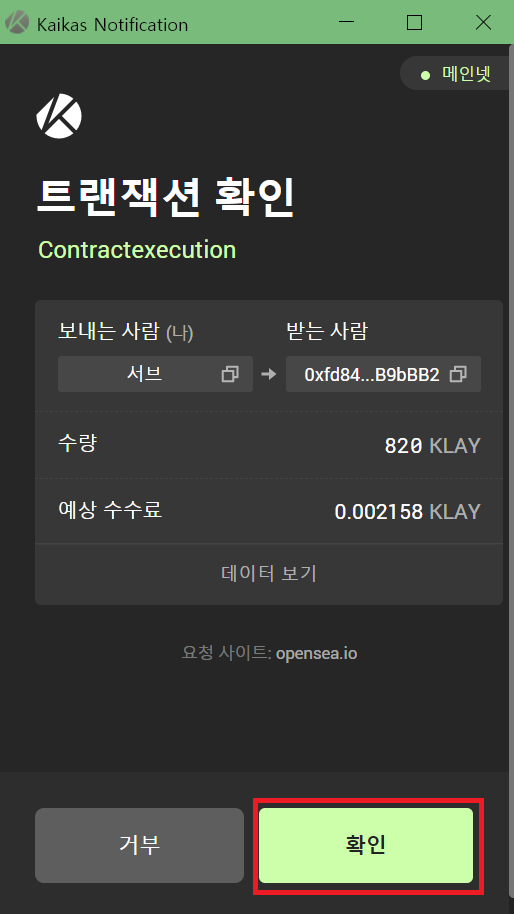 Kaikas Notification
메인넷
트랜잭션 확인
Contractexecution
보내는 사람 (나) 받는 사람
서브 0xfd84...B9bBB2
수량 820 KLAY
예상 수수료 0.002158 KLAY
데이터 보기
요청 사이트: opensea.io
거부 확인